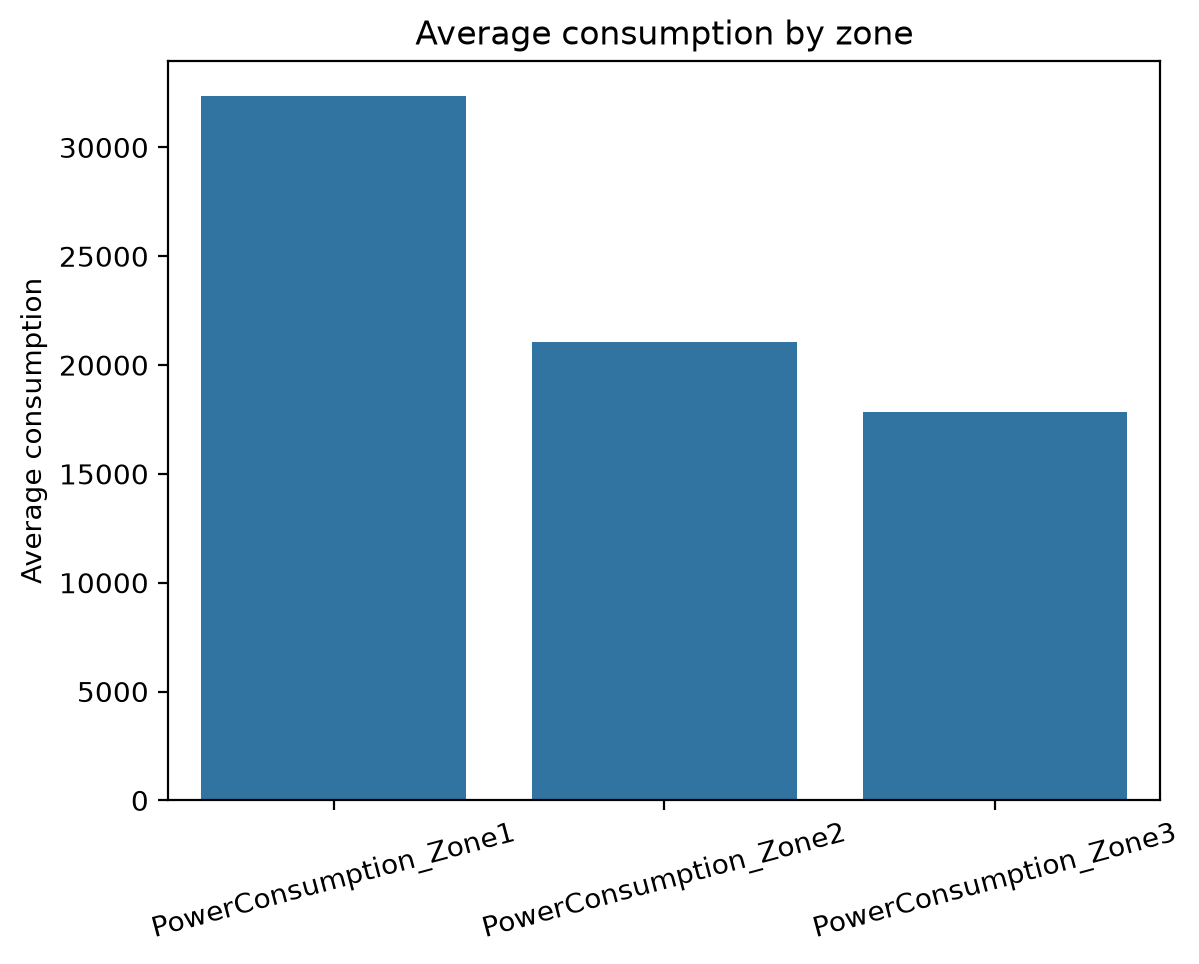 Average consumption by zone
Average consumption
30000
25000
20000
15000
10000
5000
0
PowerConsumption_Zone1
PowerConsumption_Zone2
PowerConsumption_Zone3